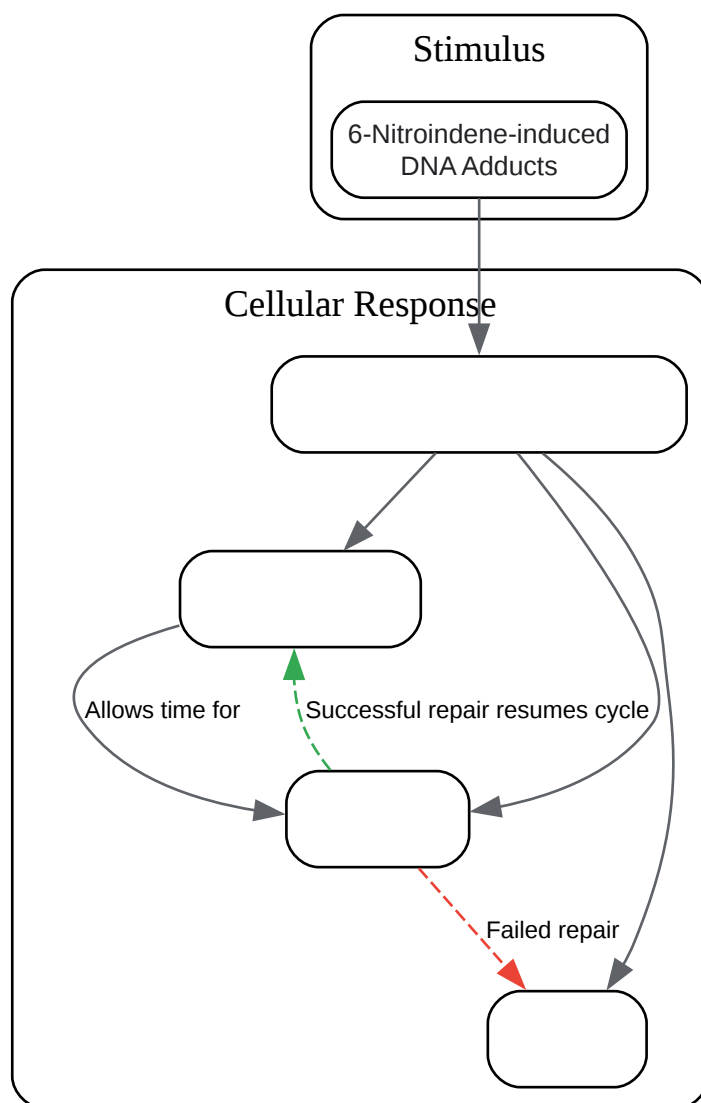 Stimulus
6-Nitroindene-induced
DNA Adducts
Cellular Response
Allows time for
Successful repair resumes cycle
Failed repair